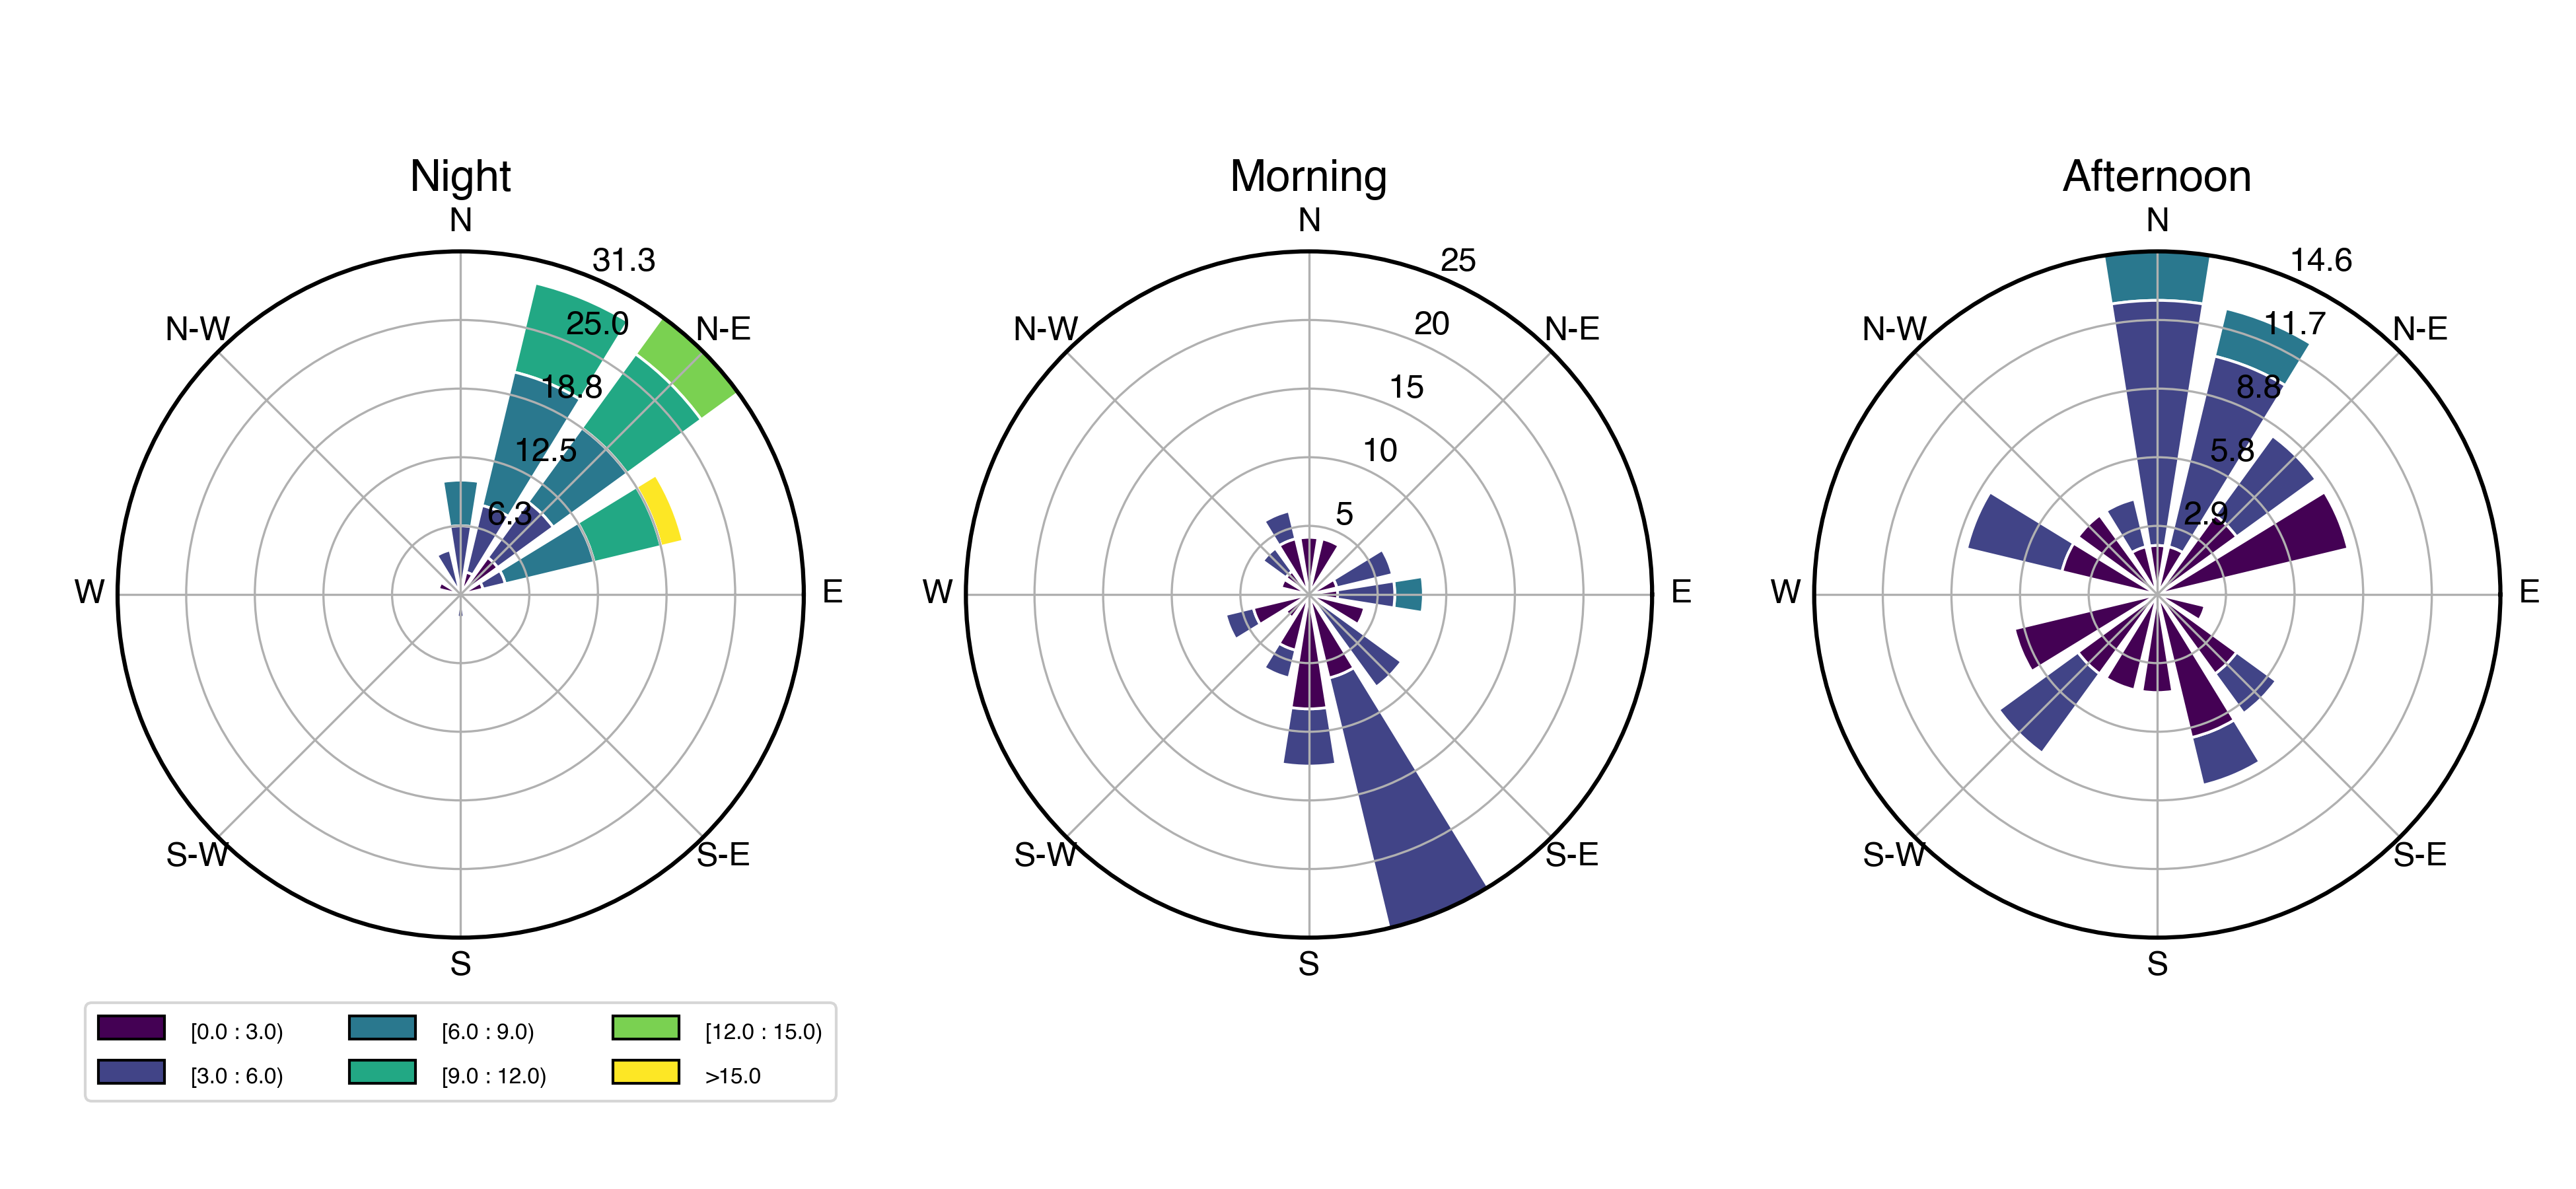 Night
N
31.3
25.0
18.8
12.5
6.3
N-W
N-E
W
E
S-W
S-E
S
Morning
N
25
20
15
10
5
N-W
N-E
W
E
S-W
S-E
S
Afternoon
N
14.6
11.7
8.8
5.8
2.9
N-W
N-E
W
E
S-W
S-E
S
[0.0 : 3.0)
[3.0 : 6.0)
[6.0 : 9.0)
[9.0 : 12.0)
[12.0 : 15.0)
>15.0